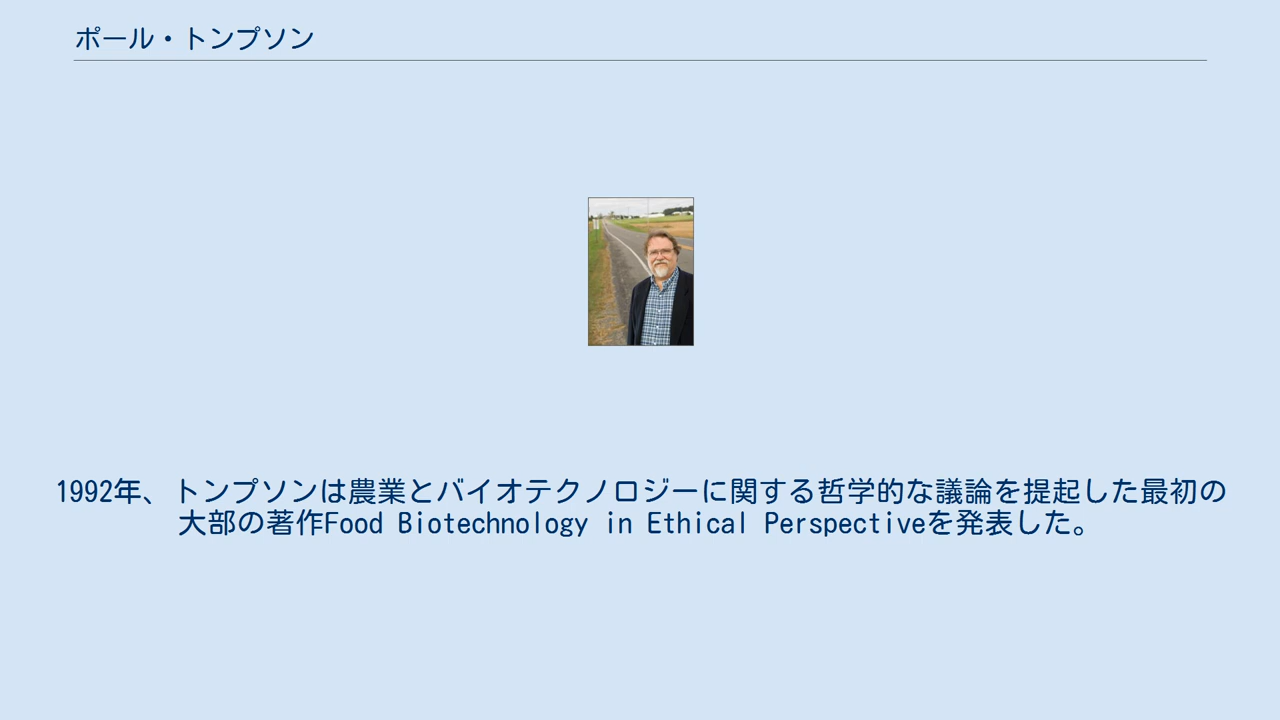 ポール・トンプソン
1992年、トンプソンは農業とバイオテクノロジーに関する哲学的な議論を提起した最初の
大部の著作Food Biotechnology in Ethical Perspectiveを発表した。